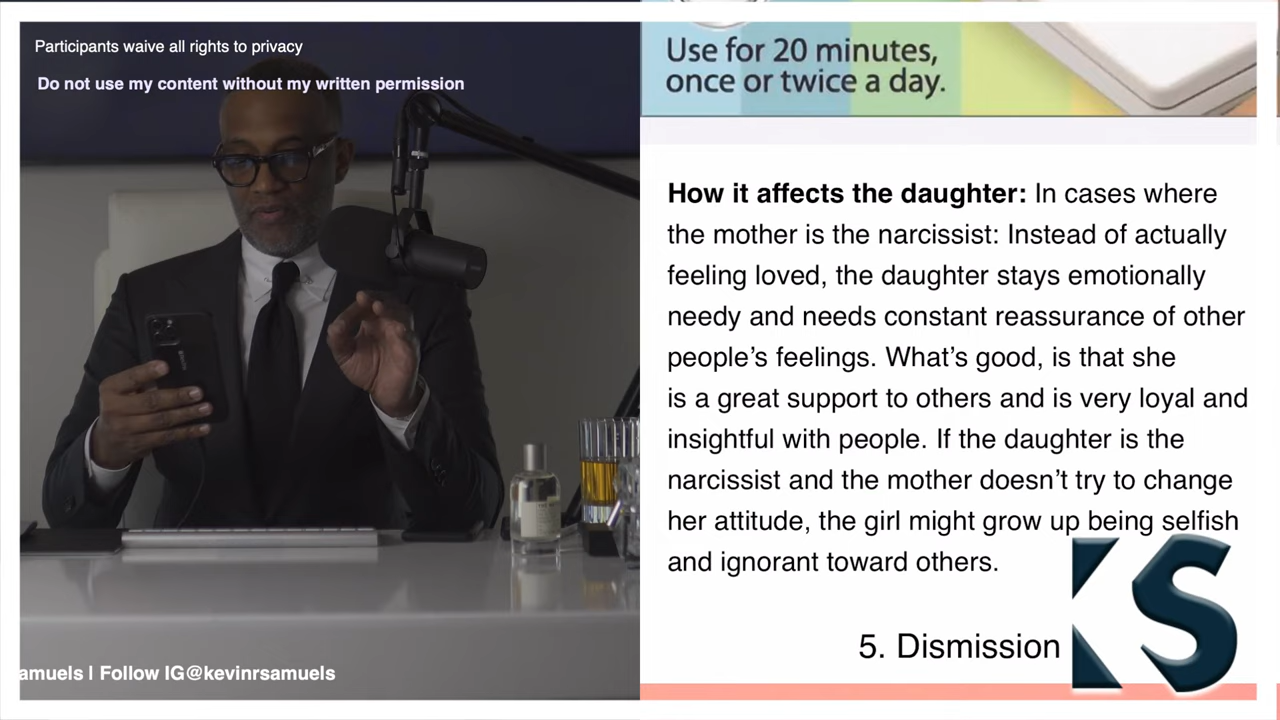 Participants waive all rights to privacy
Do not use my content without my written permission
amuels | Follow IG@kevinrsamuels
Use for 20 minutes,
once or twice a day.
How it affects the daughter: In cases where
the mother is the narcissist: Instead of actually
feeling loved, the daughter stays emotionally
needy and needs constant reassurance of other
people’s feelings. What’s good, is that she
is a great support to others and is very loyal and
insightful with people. If the daughter is the
narcissist and the mother doesn’t try to change
her attitude, the girl might grow up being selfish
and ignorant toward others.
5. Dismission
KS